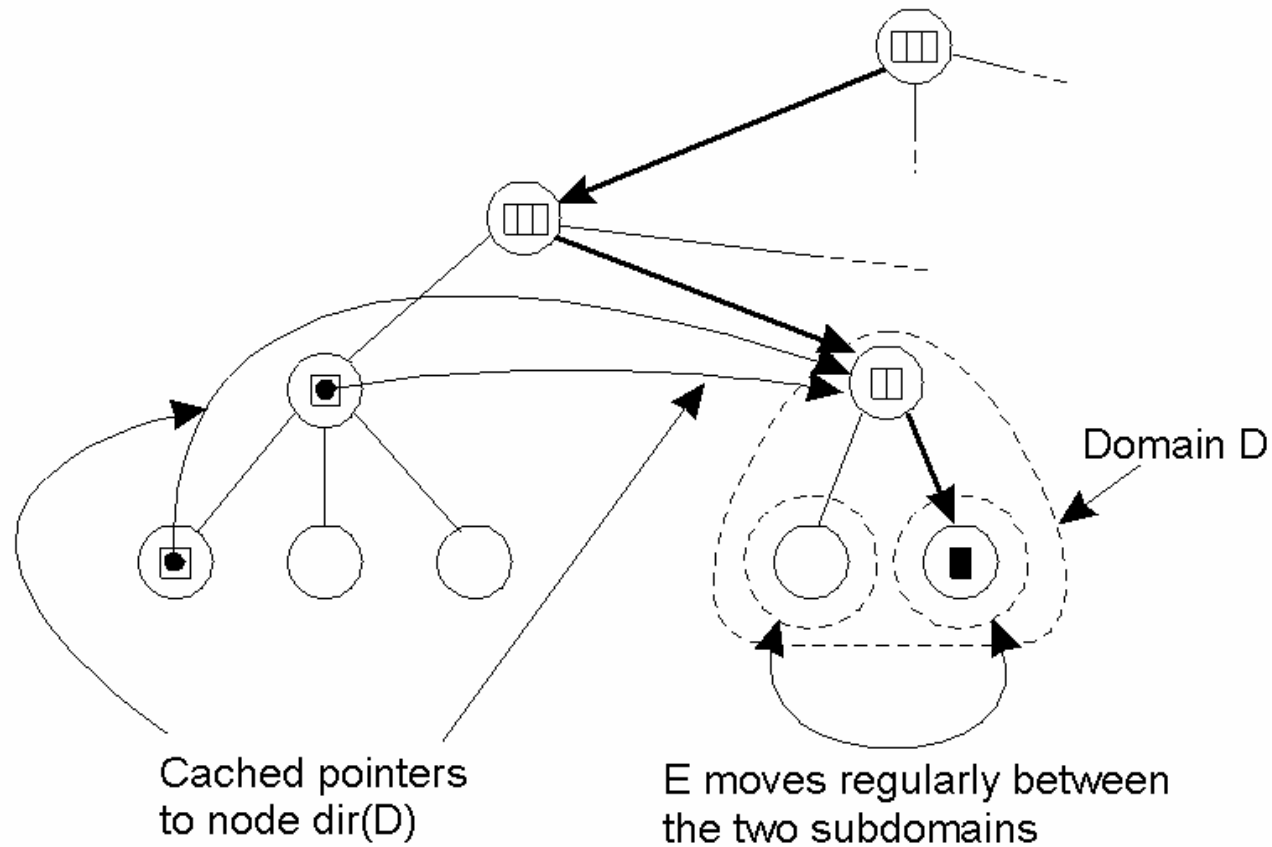 Domain D
Cached pointers
to node dir(D)
E moves regularly between
the two subdomains